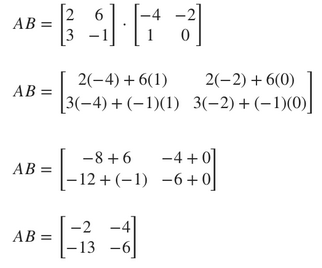 AB = [2 6] · [−4 −2]
[3 −1] [1 0]
AB = [2(−4) + 6(1) 2(−2) + 6(0)]
[3(−4) + (−1)(1) 3(−2) + (−1)(0)]
AB = [−8 + 6 −4 + 0]
[−12 + (−1) −6 + 0]
AB = [−2 −4]
[−13 −6]